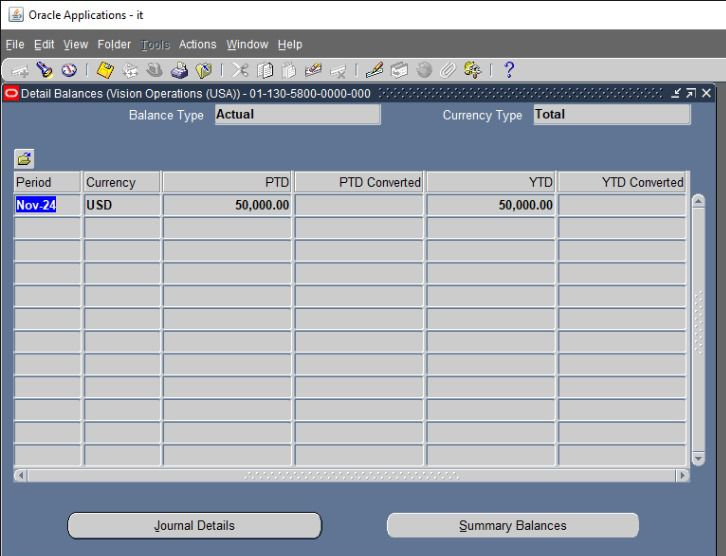 Oracle Applications - it
File Edit View Folder Tools Actions Window Help
Detail Balances (Vision Operations (USA)) - 01-130-5800-0000-000
Balance Type Actual Currency Type Total
Period Currency PTD PTD Converted YTD YTD Converted
Nov-24 USD 50,000.00 50,000.00
Journal Details Summary Balances